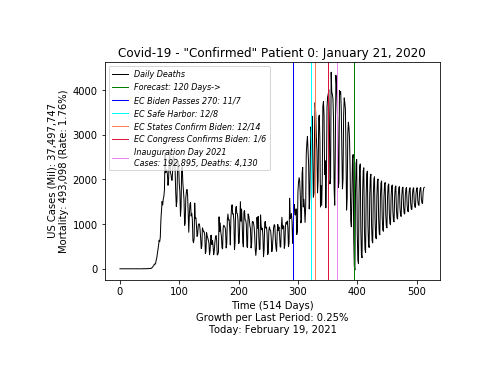 Covid-19 - "Confirmed" Patient 0: January 21, 2020
US Cases (Mil): 37,497,747
Mortality: 493,098 (Rate: 1.76%)
4000
3000
2000
1000
0
Daily Deaths
Forecast: 120 Days->
EC Biden Passes 270: 11/7
EC Safe Harbor: 12/8
EC States Confirm Biden: 12/14
EC Congress Confirms Biden: 1/6
Inauguration Day 2021
Cases: 192,895, Deaths: 4,130
0 100 200 300 400 500
Time (514 Days)
Growth per Last Period: 0.25%
Today: February 19, 2021